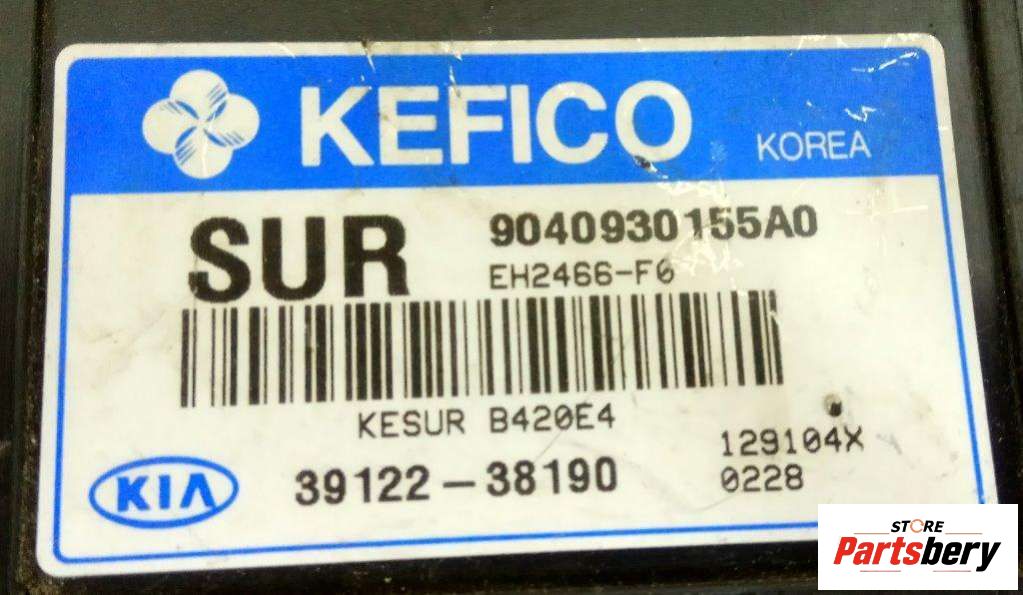 KEFICO KOREA
SUR 9040930155A0
EH2466-F0
KESUR B420E4
129104X
KIA 39122-38190 0228
STORE
Partsbery